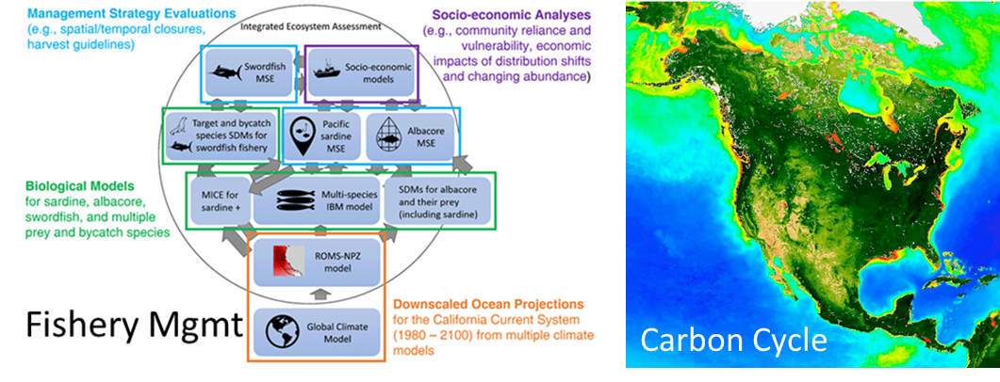 Management Strategy Evaluations
(e.g., spatial/temporal closures,
harvest guidelines)
Integrated Ecosystem Assessment
Socio-economic Analyses
(e.g., community reliance and
vulnerability, economic
impacts of distribution shifts
and changing abundance)
Swordfish
MSE
Socio-economic
models
Target and bycatch
species SDMs for
swordfish fishery
Pacific
sardine
MSE
Albacore
MSE
Biological Models
for sardine, albacore,
swordfish, and multiple
prey and bycatch species
MICE for
sardine +
Multi-species
IBM model
SDMs for albacore
and their prey
(including sardine)
ROMS-NPZ
model
Fishery Mgmt
Global Climate
Model
Downscaled Ocean Projections
for the California Current System
(1980 – 2100) from multiple climate
models
Carbon Cycle